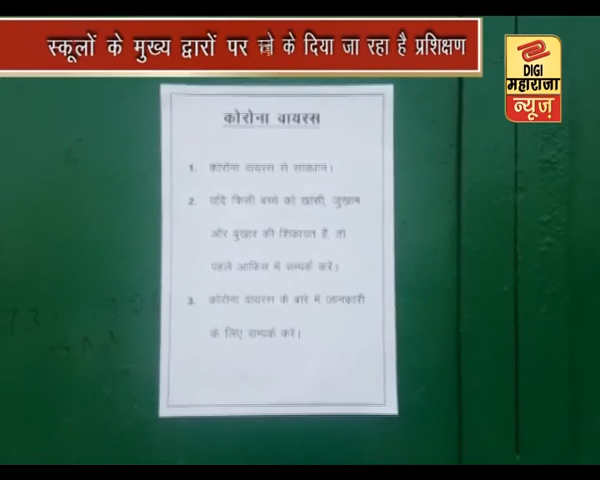 स्कूलों के मुख्य द्वारों पर के दिया जा रहा है प्रशिक्षण
DIGI
महाराजा
न्यूज़
कोरोना वायरस
1. कोरोना वायरस से सावधान।
2. यदि किसी बच्चे को खांसी, जुखाम
और बुखार की शिकायत है, तो
पहले आफिस में सम्पर्क करें।
3. कोरोना वायरस के बारे में जानकारी
के लिए सम्पर्क करें।